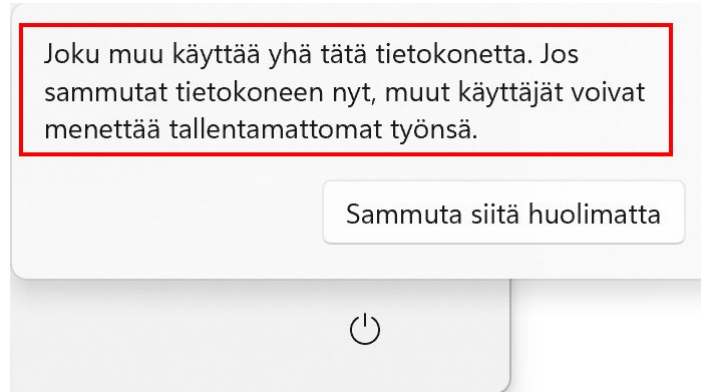 Joku muu käyttää yhä tätä tietokonetta. Jos
sammutat tietokoneen nyt, muut käyttäjät voivat
menettää tallentamattomat työnsä.
Sammuta siitä huolimatta